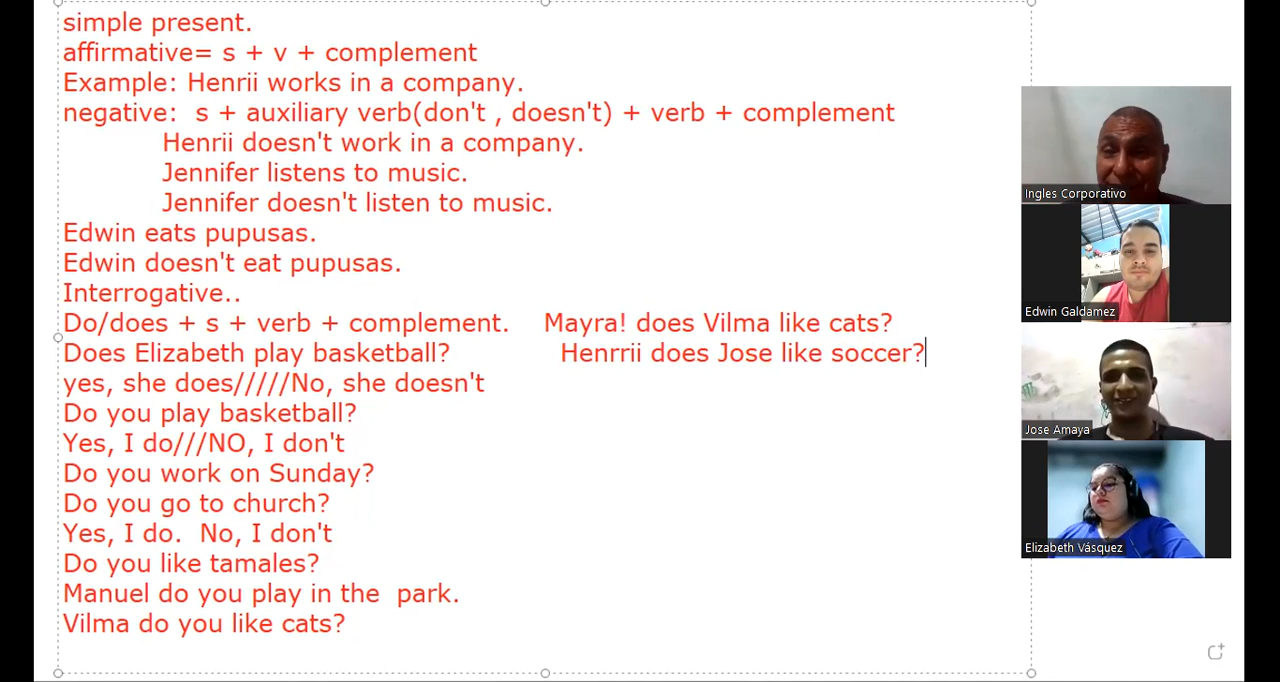 simple present.
affirmative= s + v + complement
Example: Henrii works in a company.
negative:  s + auxiliary verb(don't , doesn't) + verb + complement
Henrii doesn't work in a company.
Jennifer listens to music.
Jennifer doesn't listen to music.
Edwin eats pupusas.
Edwin doesn't eat pupusas.
Interrogative..
Do/does + s + verb + complement.    Mayra! does Vilma like cats?
Does Elizabeth play basketball?    Henrrii does Jose like soccer?
yes, she does/////No, she doesn't
Do you play basketball?
Yes, I do///NO, I don't
Do you work on Sunday?
Do you go to church?
Yes, I do.  No, I don't
Do you like tamales?
Manuel do you play in the  park.
Vilma do you like cats?
Ingles Corporativo
Edwin Galdamez
Jose Amaya
Elizabeth Vásquez